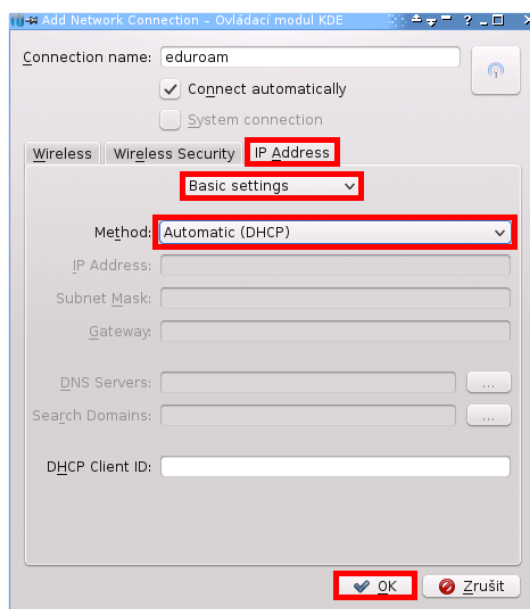 Add Network Connection – Ovládací modul KDE
Connection name: eduroam
Connect automatically
System connection
Wireless Wireless Security IP Address
Basic settings
Method: Automatic (DHCP)
IP Address:
Subnet Mask:
Gateway:
DNS Servers: ...
Search Domains: ...
DHCP Client ID:
OK Zrušit